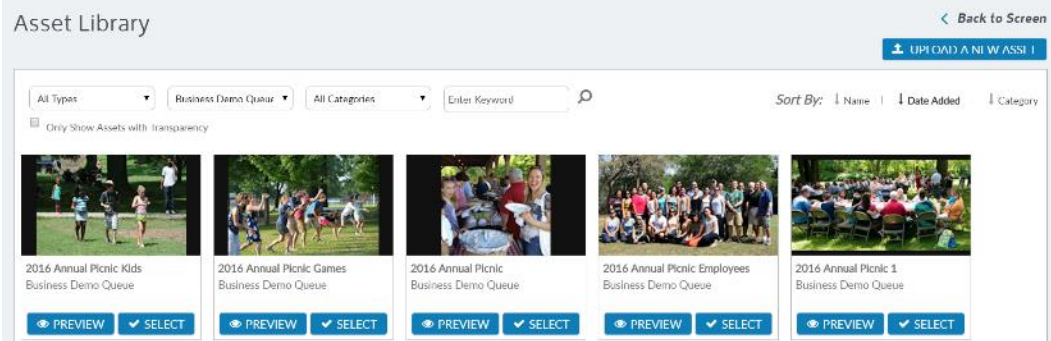 Asset Library
Back to Screen
UPLOAD A NEW ASSET
All Types
Business Demo Queue
All Categories
Enter Keyword
Sort By: Name | Date Added Category
Only Show Assets with Transparency
2016 Annual Picnic Kids
2016 Annual Picnic Games
2016 Annual Picnic
2016 Annual Picnic Employees
2016 Annual Picnic 1
Business Demo Queue
Business Demo Queue
Business Demo Queue
Business Demo Queue
Business Demo Queue
PREVIEW SELECT
PREVIEW SELECT
PREVIEW SELECT
PREVIEW SELECT
PREVIEW SELECT